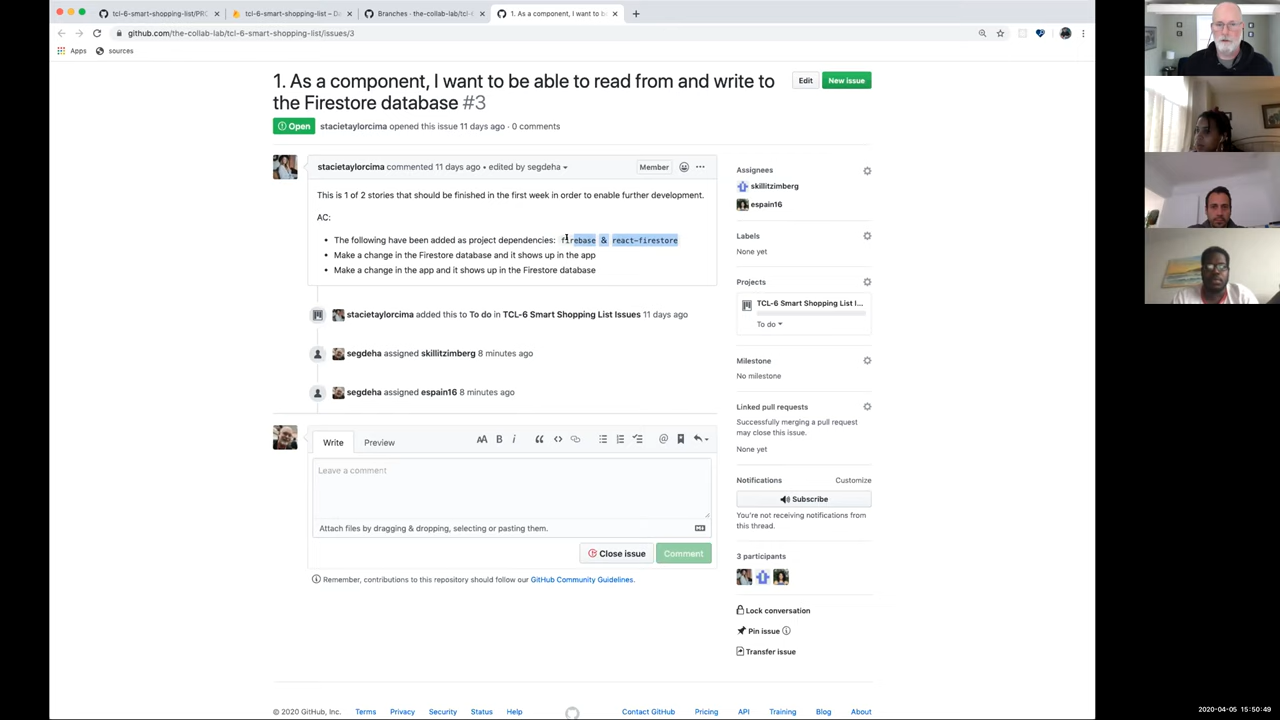 tcl-6-smart-shopping-list/PRO
tcl-6-smart-shopping-list – Da
Branches · the-collab-lab/tcl-6
1. As a component, I want to b
github.com/the-collab-lab/tcl-6-smart-shopping-list/issues/3
Apps
sources
1. As a component, I want to be able to read from and write to
the Firestore database #3
Edit
New issue
Open
stacietaylorcima opened this issue 11 days ago · 0 comments
stacietaylorcima commented 11 days ago • edited by segdeha
Member
This is 1 of 2 stories that should be finished in the first week in order to enable further development.
AC:
The following have been added as project dependencies: firebase & react-firestore
Make a change in the Firestore database and it shows up in the app
Make a change in the app and it shows up in the Firestore database
stacietaylorcima added this to To do in TCL-6 Smart Shopping List Issues 11 days ago
segdeha assigned skillitzimberg 8 minutes ago
segdeha assigned espain16 8 minutes ago
Write
Preview
AA B i
Leave a comment
Attach files by dragging & dropping, selecting or pasting them.
Close issue
Comment
Remember, contributions to this repository should follow our GitHub Community Guidelines.
Assignees
skillitzimberg
espain16
Labels
None yet
Projects
TCL-6 Smart Shopping List I...
To do
Milestone
No milestone
Linked pull requests
Successfully merging a pull request
may close this issue.
None yet
Notifications
Customize
Subscribe
You're not receiving notifications from
this thread.
3 participants
Lock conversation
Pin issue
Transfer issue
© 2020 GitHub, Inc.
Terms
Privacy
Security
Status
Help
Contact GitHub
Pricing
API
Training
Blog
About
2020-04-05 15:50:49